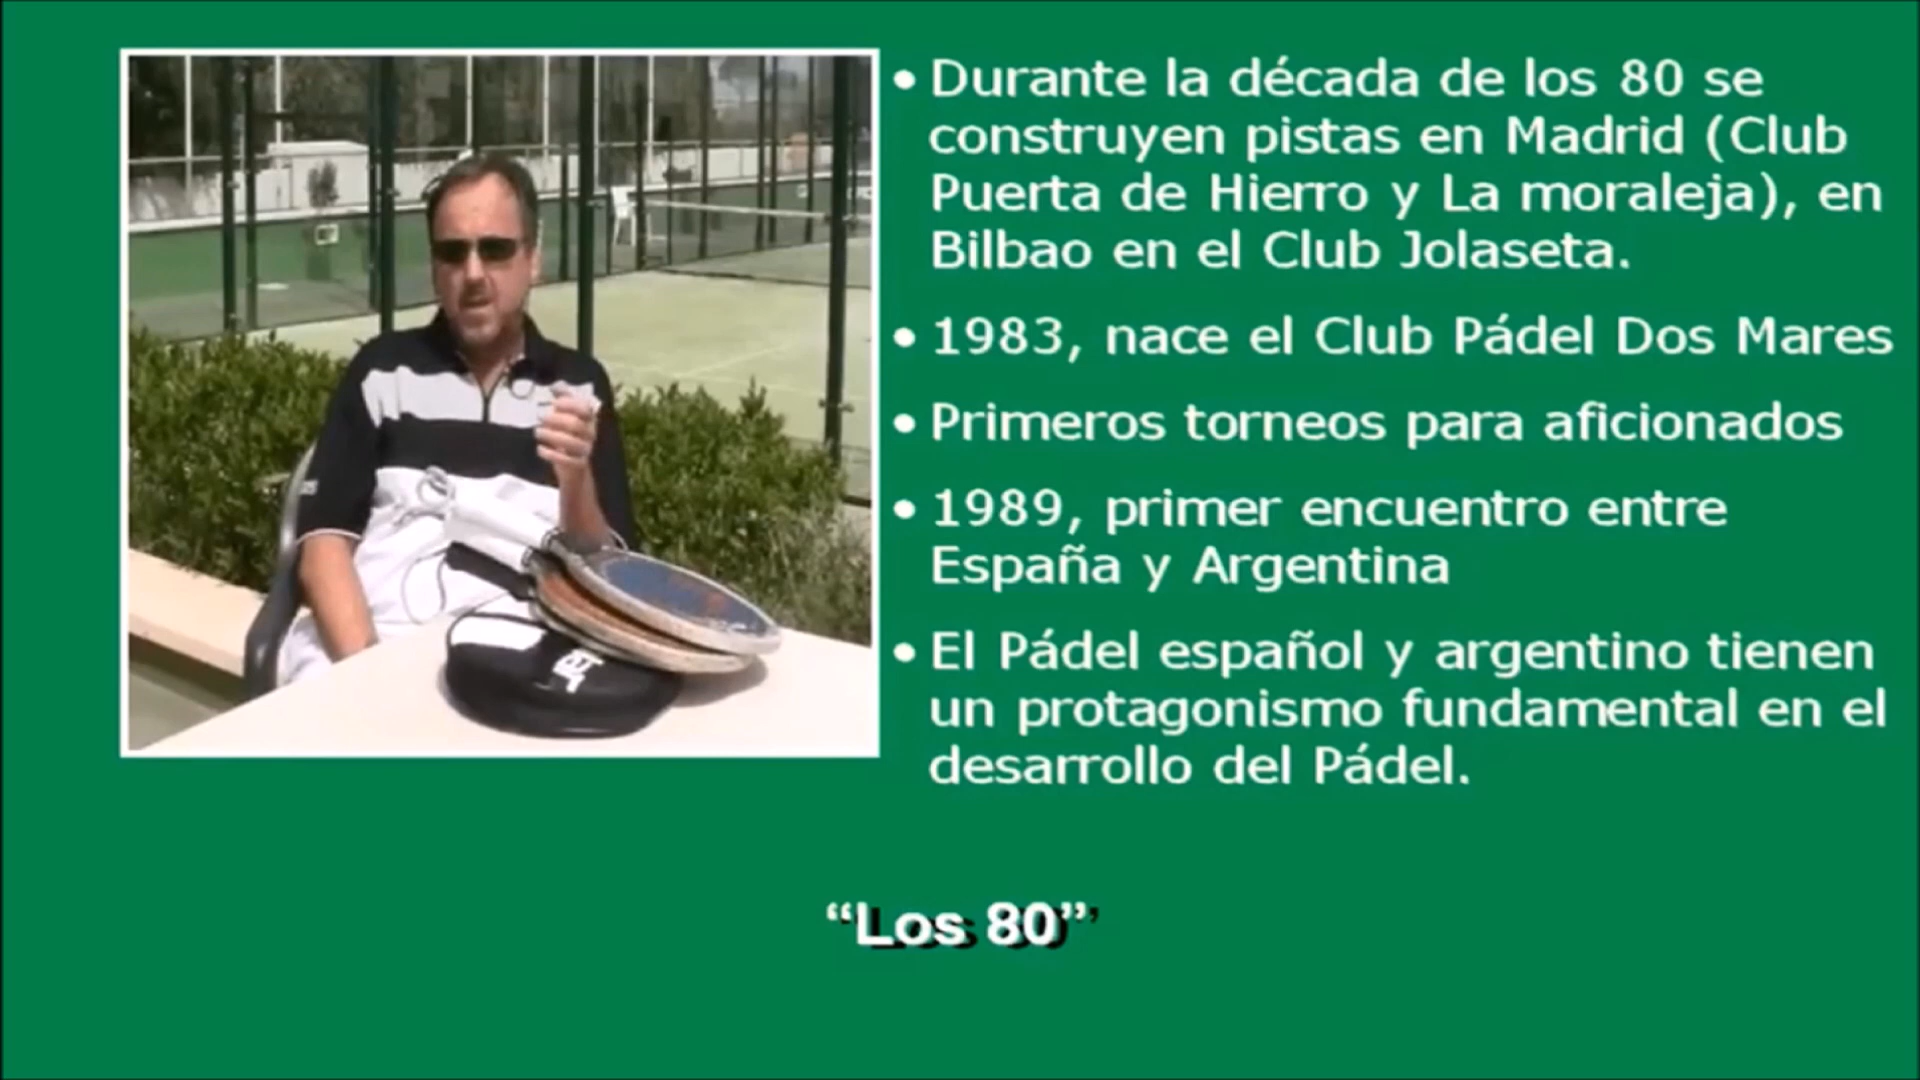 • Durante la década de los 80 se
construyen pistas en Madrid (Club
Puerta de Hierro y La moraleja), en
Bilbao en el Club Jolaseta.
• 1983, nace el Club Pádel Dos Mares
• Primeros torneos para aficionados
• 1989, primer encuentro entre
España y Argentina
• El Pádel español y argentino tienen
un protagonismo fundamental en el
desarrollo del Pádel.
“Los 80”